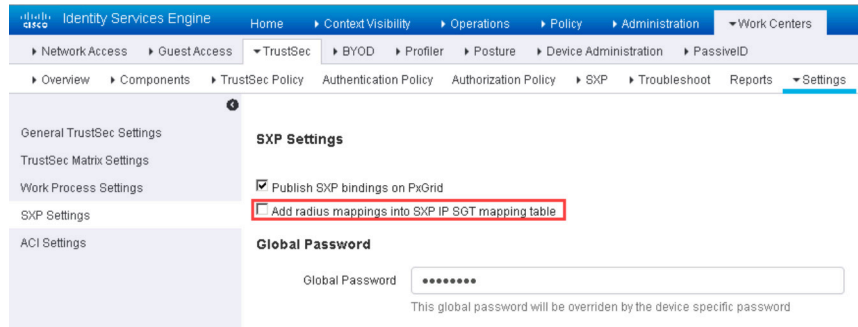 cisco Identity Services Engine Home Context Visibility Operations Policy Administration Work Centers
Network Access Guest Access TrustSec BYOD Profiler Posture Device Administration PassiveID
Overview Components TrustSec Policy Authentication Policy Authorization Policy SXP Troubleshoot Reports Settings
General TrustSec Settings
TrustSec Matrix Settings
Work Process Settings
SXP Settings
ACI Settings
SXP Settings
Publish SXP bindings on PxGrid
Add radius mappings into SXP IP SGT mapping table
Global Password
Global Password ••••••••
This global password will be overriden by the device specific password